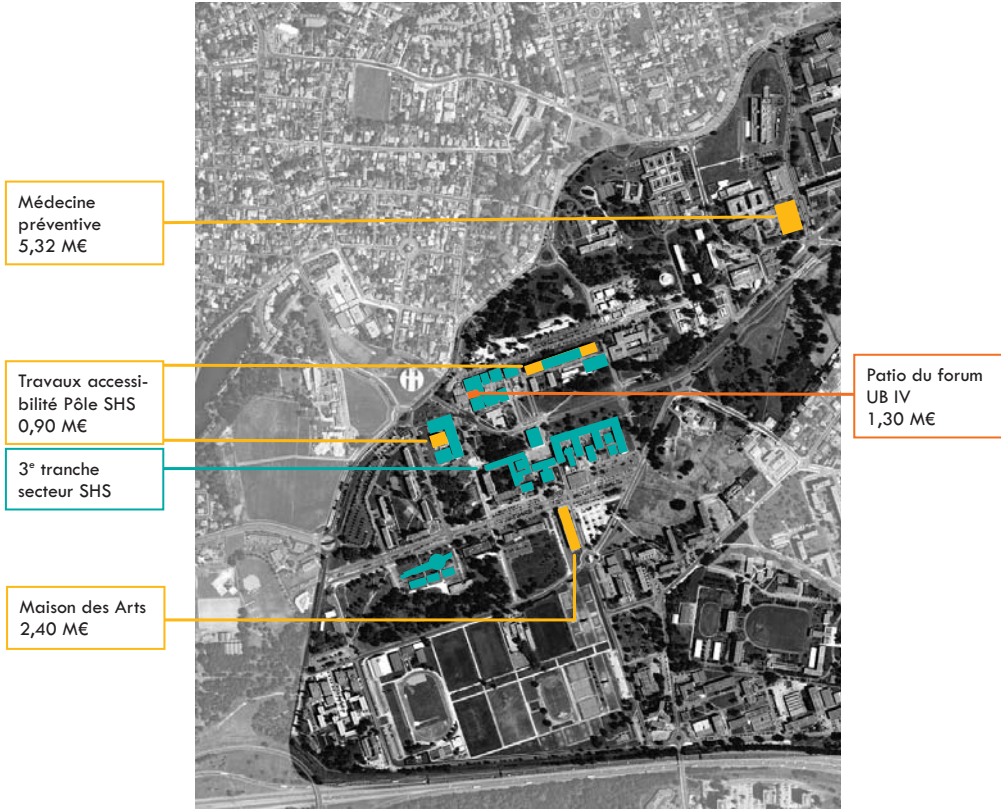 Médecine
préventive
5,32 M€
Travaux accessi-
bilité Pôle SHS
0,90 M€
3e tranche
secteur SHS
Maison des Arts
2,40 M€
Patio du forum
UB IV
1,30 M€